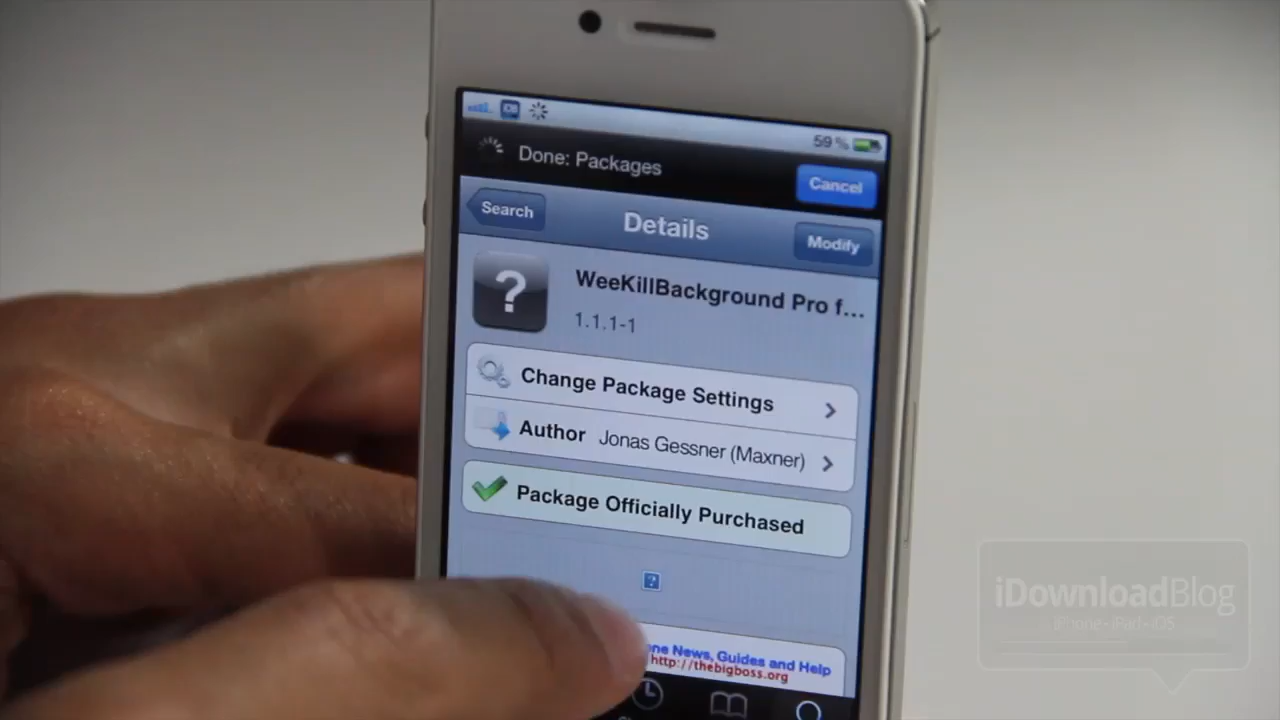 59%
Done: Packages
Cancel
Search
Details
Modify
?
WeeKillBackground Pro f...
1.1.1-1
Change Package Settings
Author Jonas Gessner (Maxner)
Package Officially Purchased
?
ne News, Guides and Help
http://thebigboss.org
iDownloadBlog
iPhone · iPad · iOS